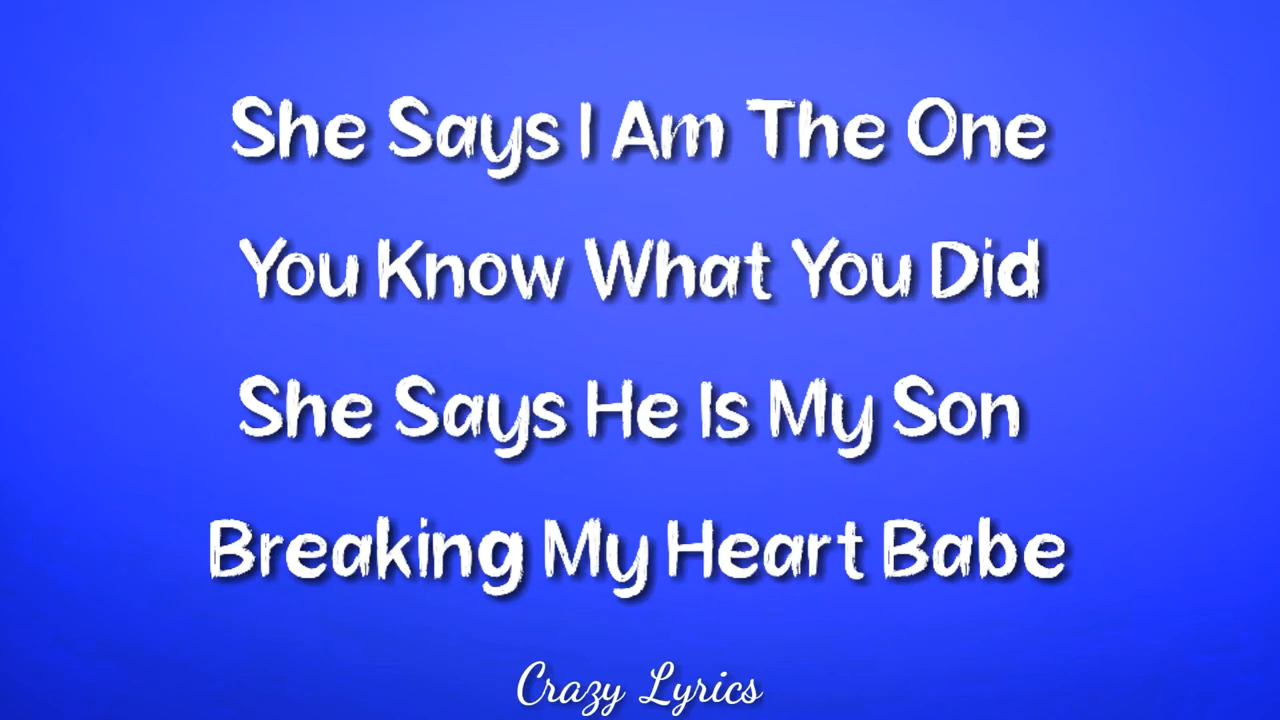 She Says I Am The One
You Know What You Did
She Says He Is My Son
Breaking My Heart Babe
Crazy Lyrics